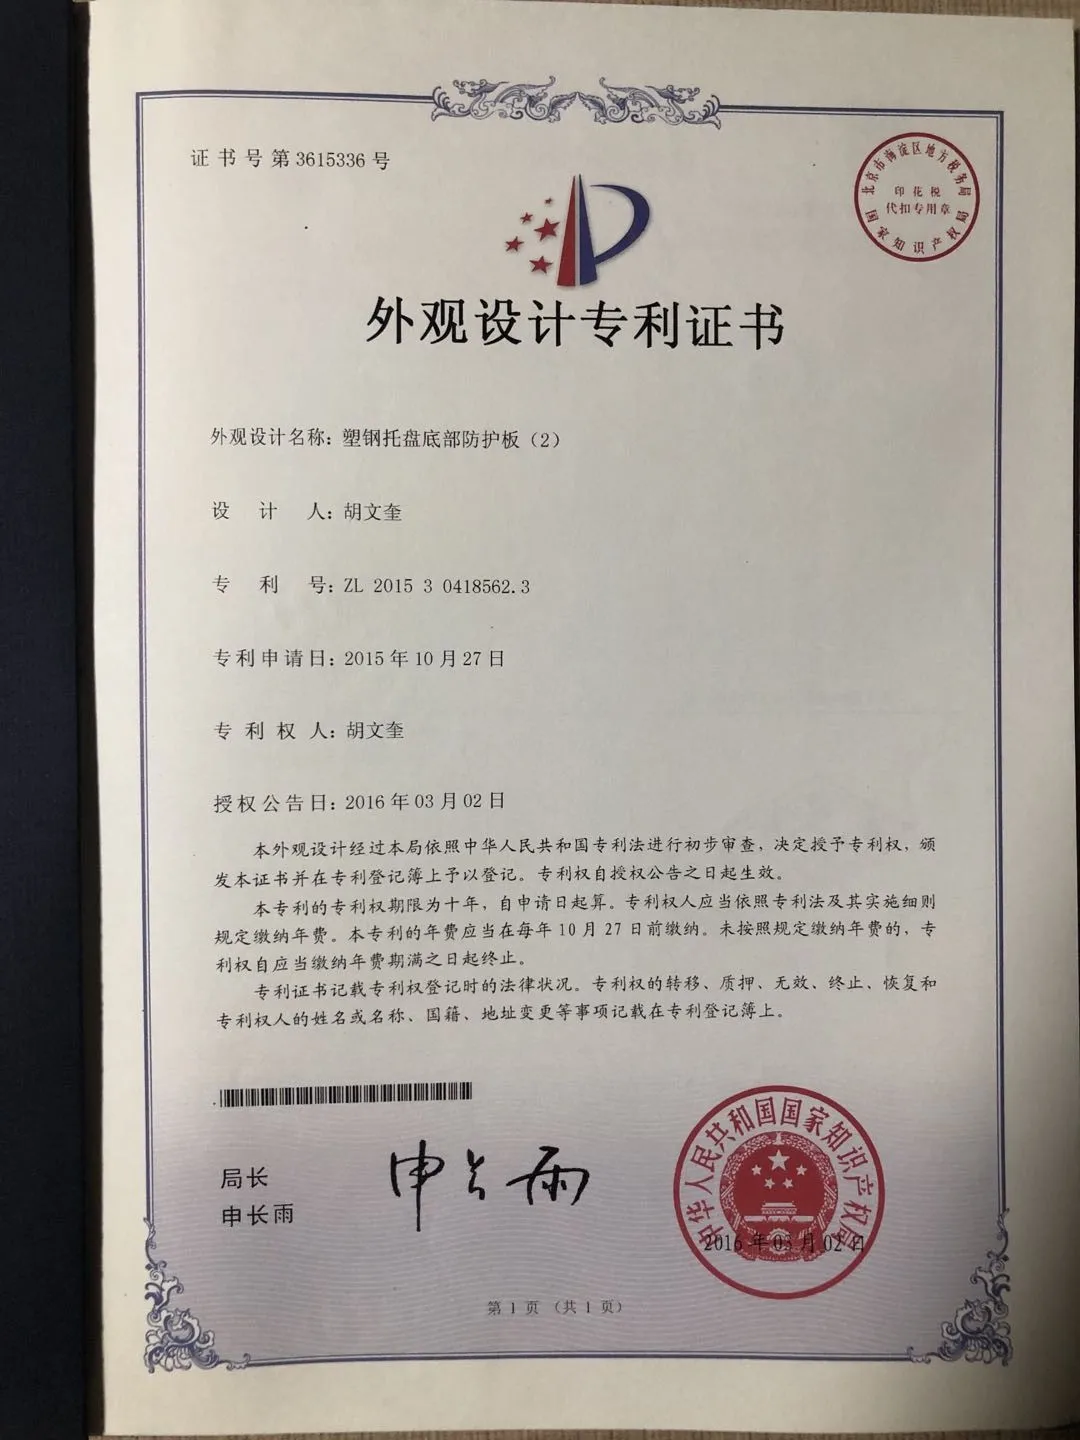 证书号第3615336号
北京市海淀区地方税务局
印花税
代扣专用章
国家知识产权局
外观设计专利证书
外观设计名称：塑钢托盘底部防护板（2）
设计人：胡文奎
专利号：ZL 2015 3 0418562.3
专利申请日：2015年10月27日
专利权人：胡文奎
授权公告日：2016年03月02日
本外观设计经过本局依照中华人民共和国专利法进行初步审查，决定授予专利权，颁
发本证书并在专利登记簿上予以登记。专利权自授权公告之日起生效。
本专利的专利权期限为十年，自申请日起算。专利权人应当依照专利法及其实施细则
规定缴纳年费。本专利的年费应当在每年10月27日前缴纳。未按照规定缴纳年费的，专
利权自应当缴纳年费期满之日起终止。
专利证书记载专利权登记时的法律状况。专利权的转移、质押、无效、终止、恢复和
专利权人的姓名或名称、国籍、地址变更等事项记载在专利登记簿上。
局长
申长雨
申长雨
中华人民共和国国家知识产权局
2016年03月02日
第1页（共1页）